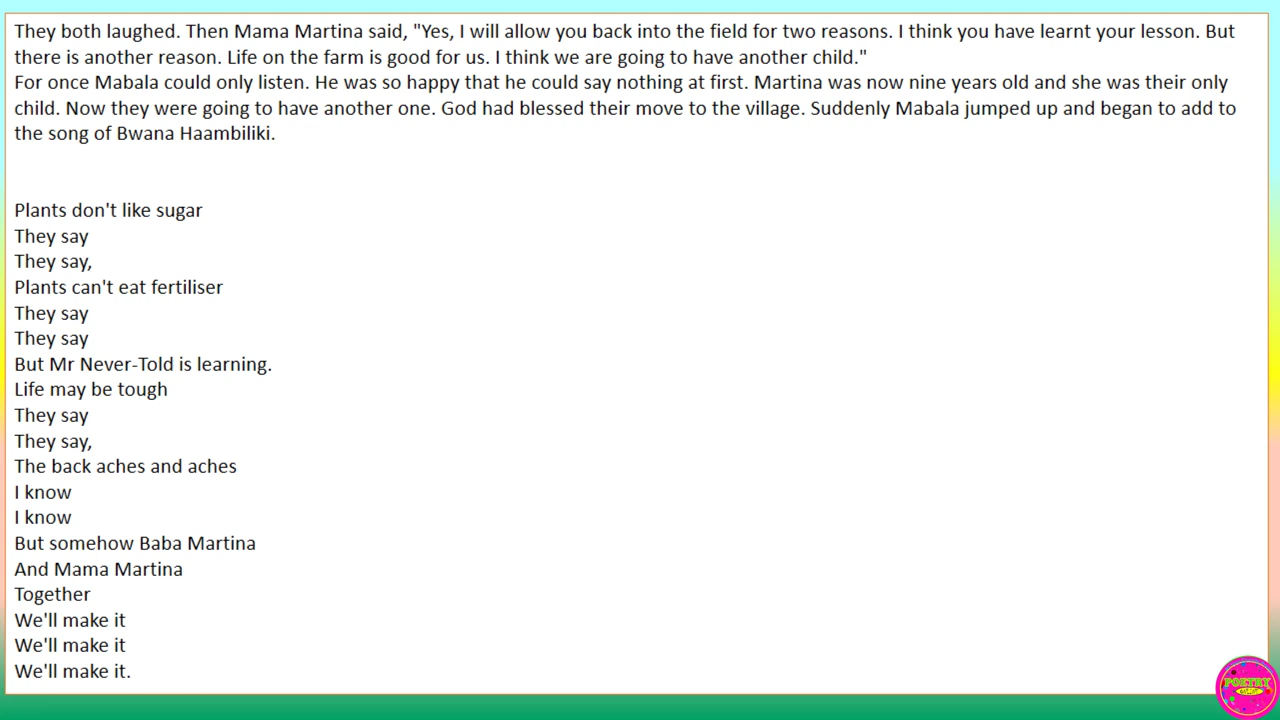 They both laughed. Then Mama Martina said, "Yes, I will allow you back into the field for two reasons. I think you have learnt your lesson. But
there is another reason. Life on the farm is good for us. I think we are going to have another child."
For once Mabala could only listen. He was so happy that he could say nothing at first. Martina was now nine years old and she was their only
child. Now they were going to have another one. God had blessed their move to the village. Suddenly Mabala jumped up and began to add to
the song of Bwana Haambiliki.
Plants don't like sugar
They say
They say,
Plants can't eat fertiliser
They say
They say
But Mr Never-Told is learning.
Life may be tough
They say
They say,
The back aches and aches
I know
I know
But somehow Baba Martina
And Mama Martina
Together
We'll make it
We'll make it
We'll make it.
POETRY